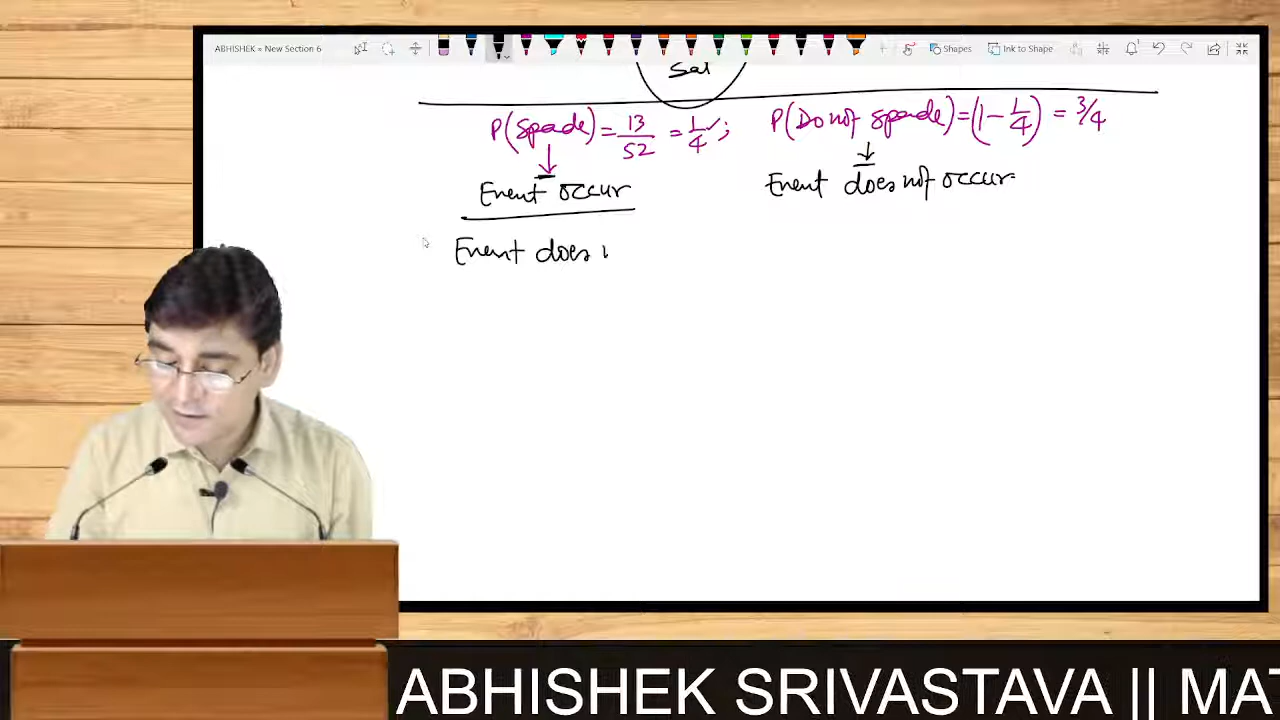 ABHISHEK » New Section 6
Shapes
Ink to Shape
Sat
P(Spade) = 13/52 = 1/4 ✓;
P(Do not spade) = (1 - 1/4) = 3/4
Event occur
Event does not occur
Event does
ABHISHEK SRIVASTAVA || MAT